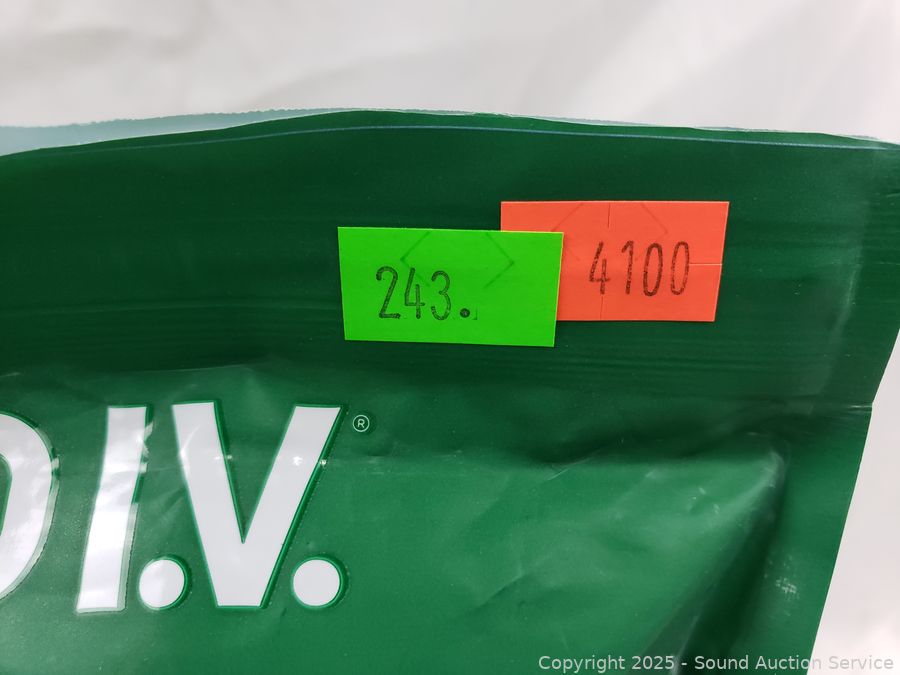 4100
243.
D I.V.®
Copyright © 2025 - Sound Auction Service